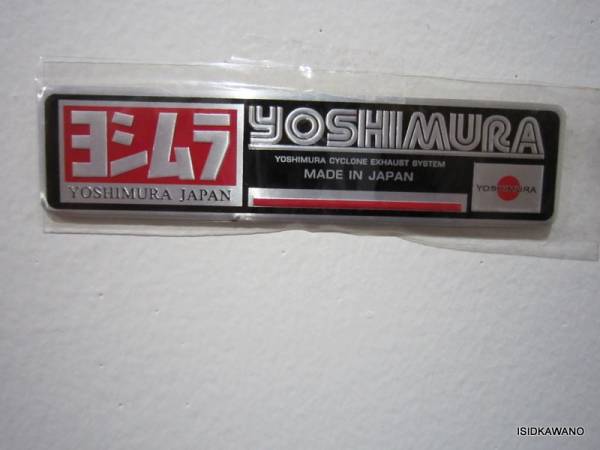 ヨシムラ
YOSHIMURA JAPAN
YOSHIMURA
YOSHIMURA CYCLONE EXHAUST SYSTEM
MADE IN JAPAN
YOSHIMURA
ISIDKAWANO